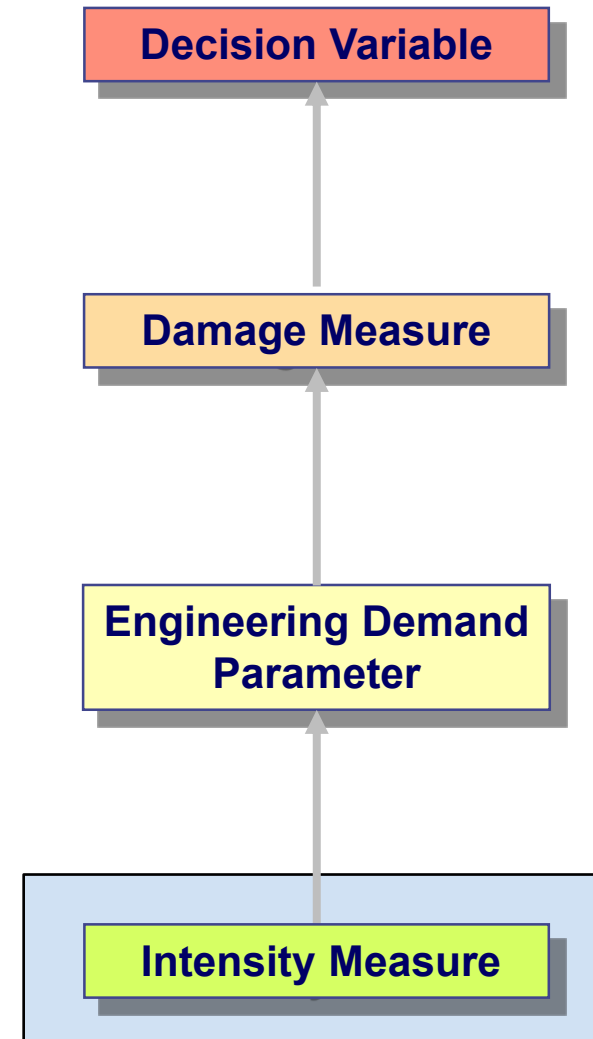 Decision Variable
Damage Measure
Engineering Demand
Parameter
Intensity Measure